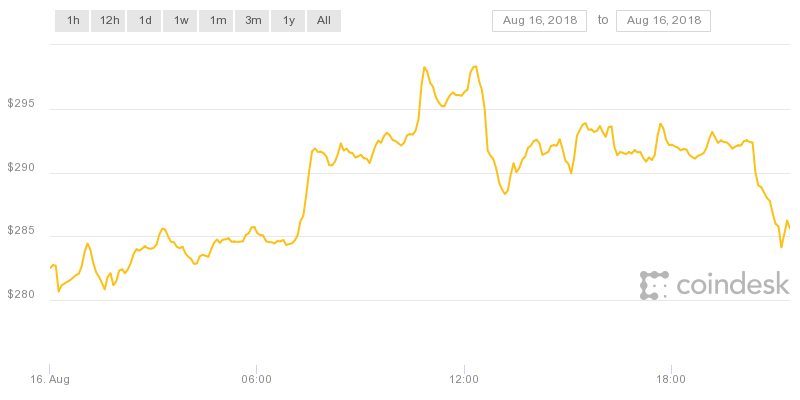 1h 12h 1d 1w 1m 3m 1y All Aug 16, 2018 to Aug 16, 2018
$295
$290
$285
$280
coindesk
16. Aug 06:00 12:00 18:00